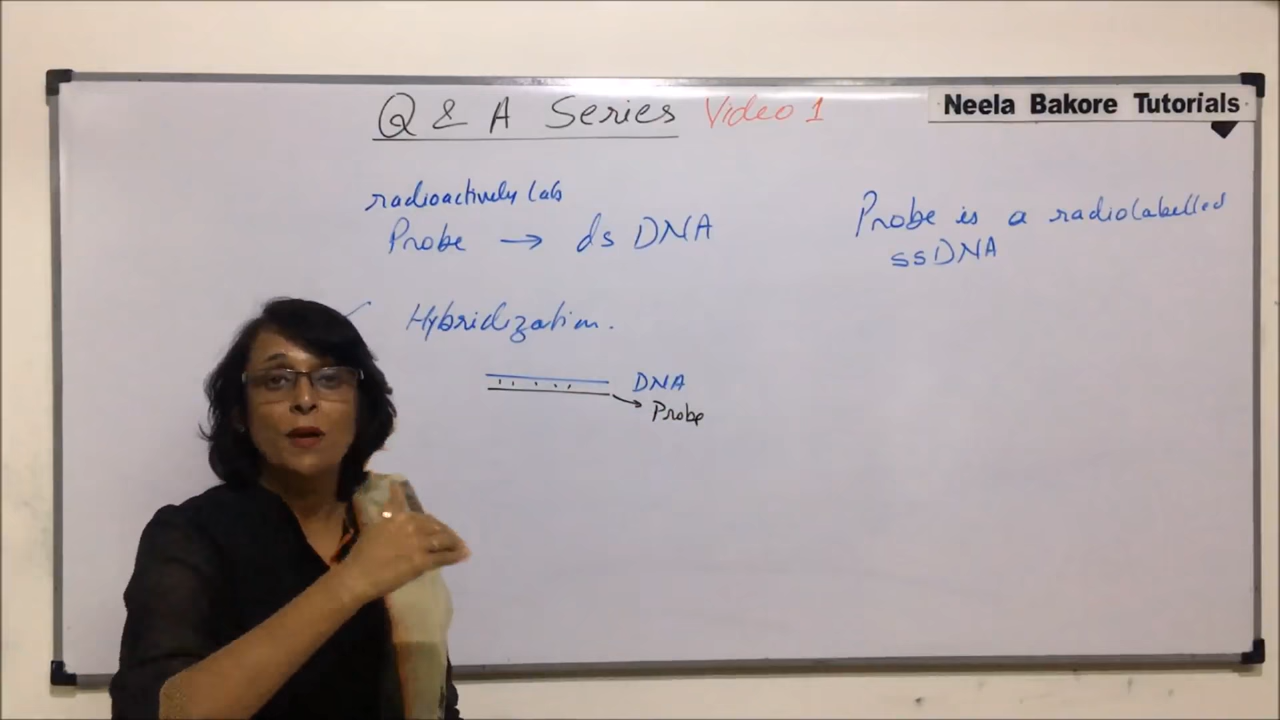 Q & A Series Video 1
Neela Bakore Tutorials
radioactively lab
Probe → ds DNA
Hybridization.
DNA
Probe
Probe is a radiolabelled
ssDNA